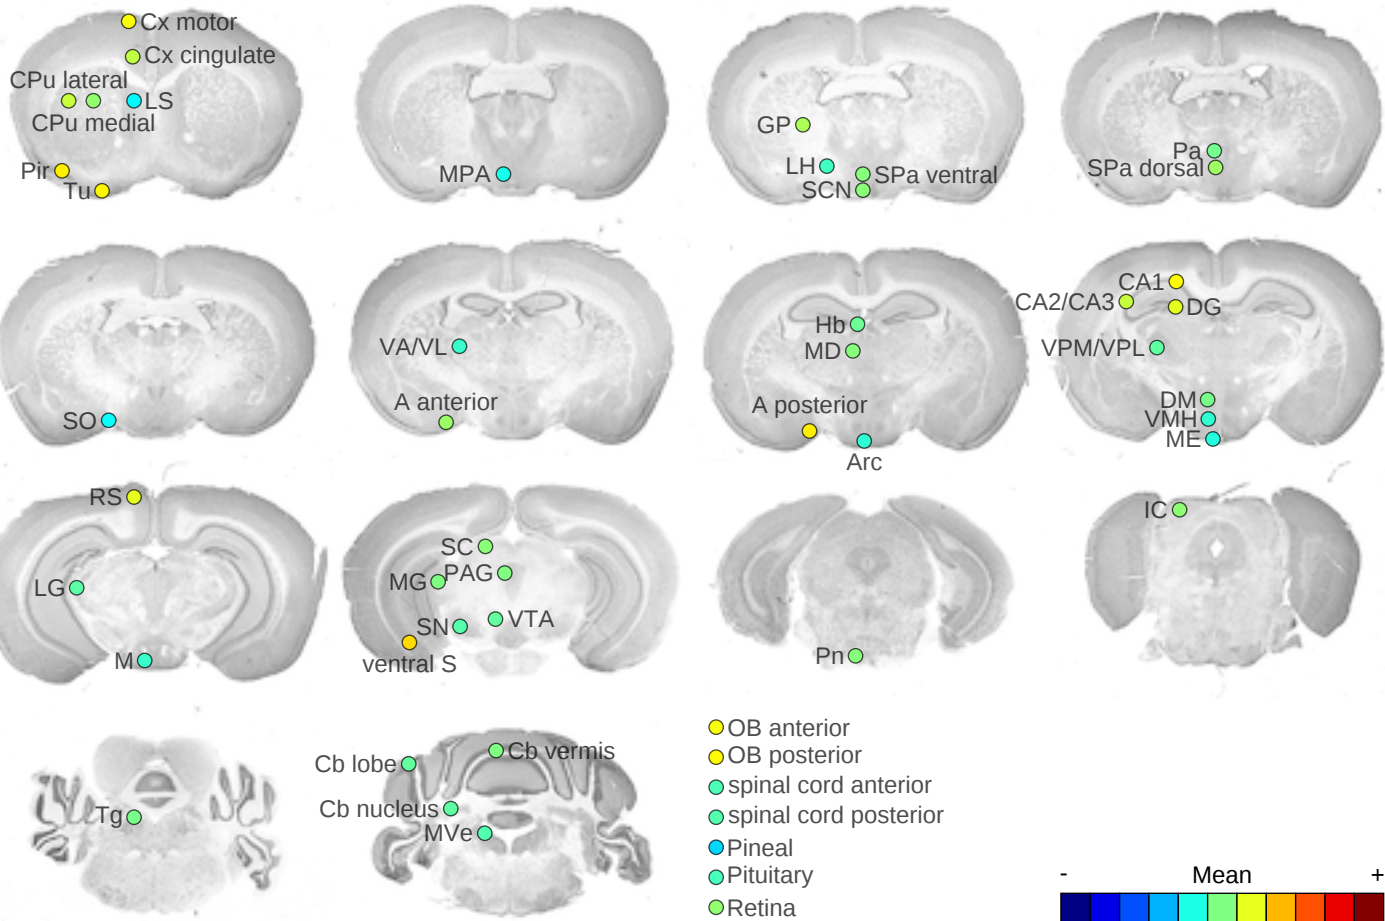 Cx motor
Cx cingulate
CPu lateral
LS
CPu medial
Pir
Tu
MPA
GP
LH
SPa ventral
SCN
Pa
SPa dorsal
SO
VA/VL
A anterior
Hb
MD
A posterior
Arc
CA1
CA2/CA3
DG
VPM/VPL
DM
VMH
ME
RS
LG
M
SC
MG
PAG
SN
VTA
ventral S
Pn
IC
Tg
Cb lobe
Cb vermis
Cb nucleus
MVe
OB anterior
OB posterior
spinal cord anterior
spinal cord posterior
Pineal
Pituitary
Retina
- Mean +